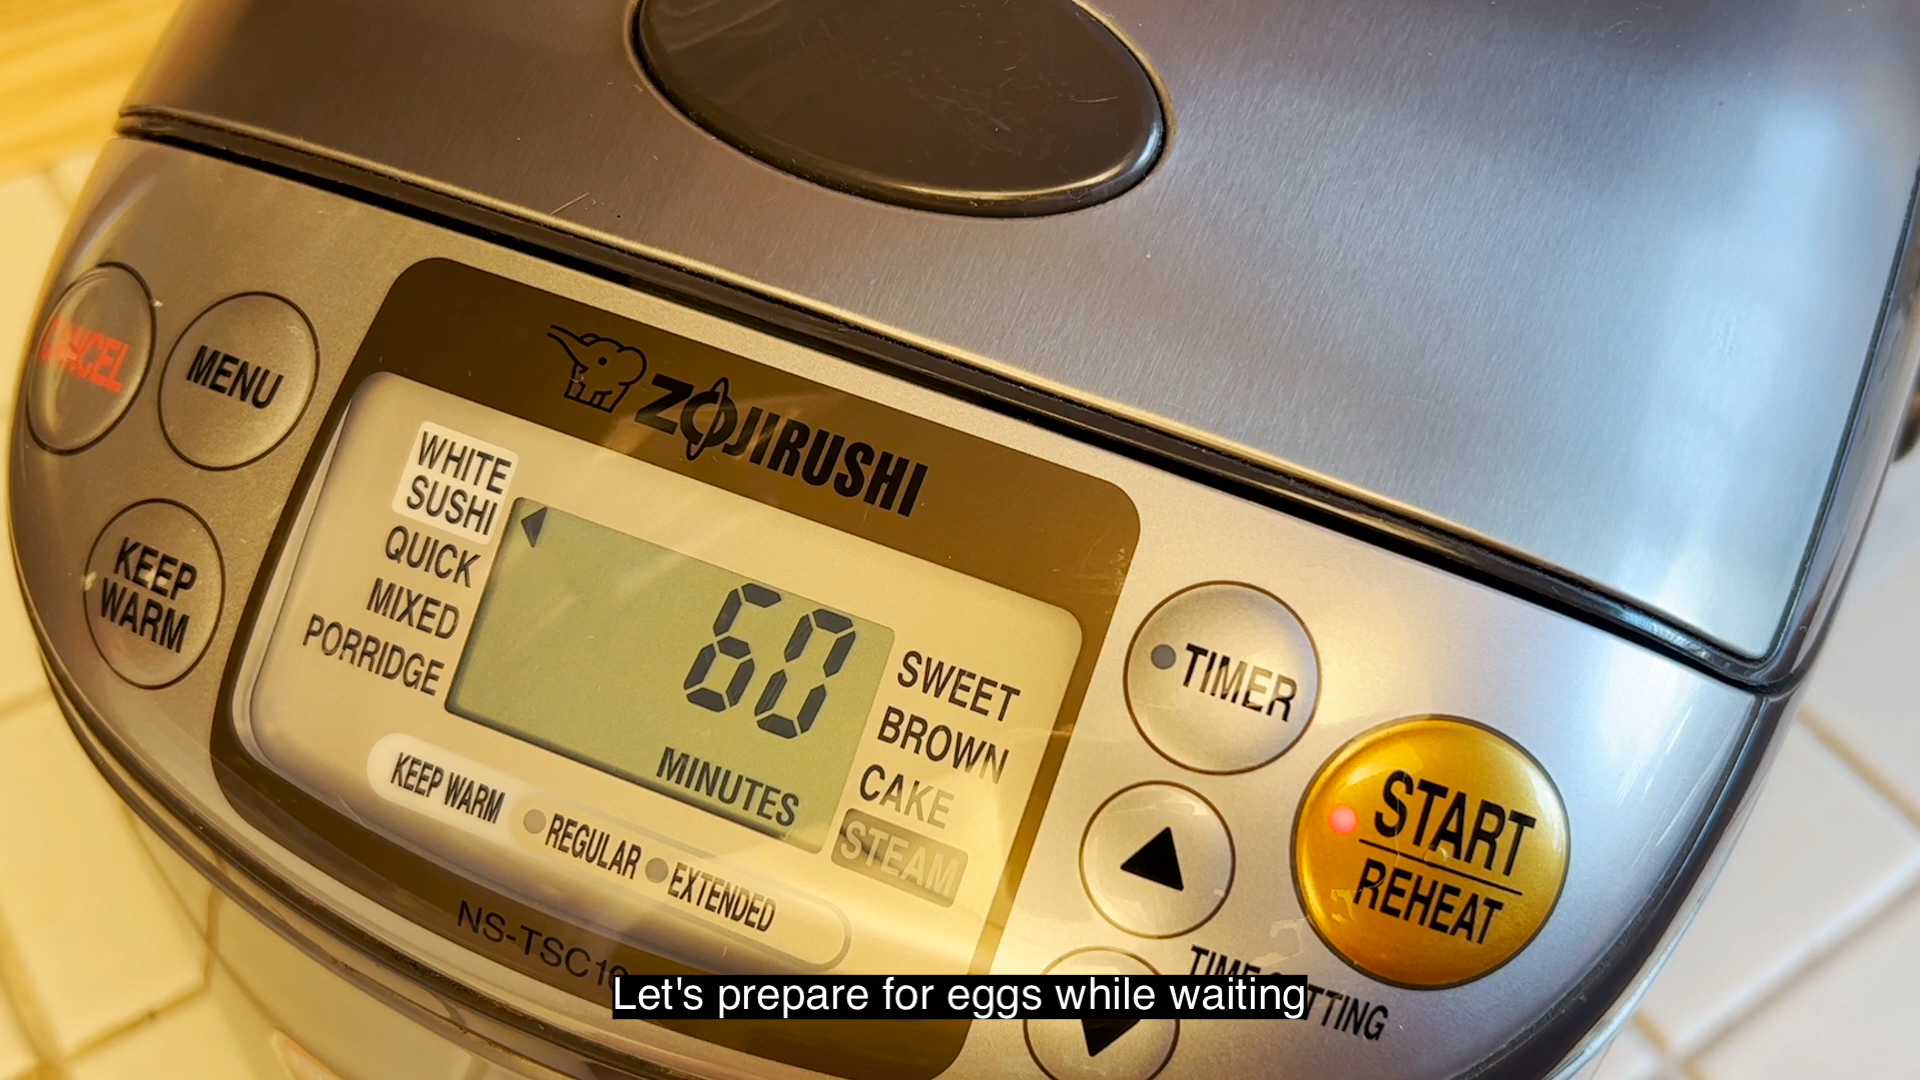 ZOJIRUSHI
CANCEL
MENU
KEEP
WARM
WHITE
SUSHI
QUICK
MIXED
PORRIDGE
60
MINUTES
SWEET
BROWN
CAKE
STEAM
KEEP WARM
REGULAR
EXTENDED
TIMER
START
REHEAT
Let's prepare for eggs while waiting